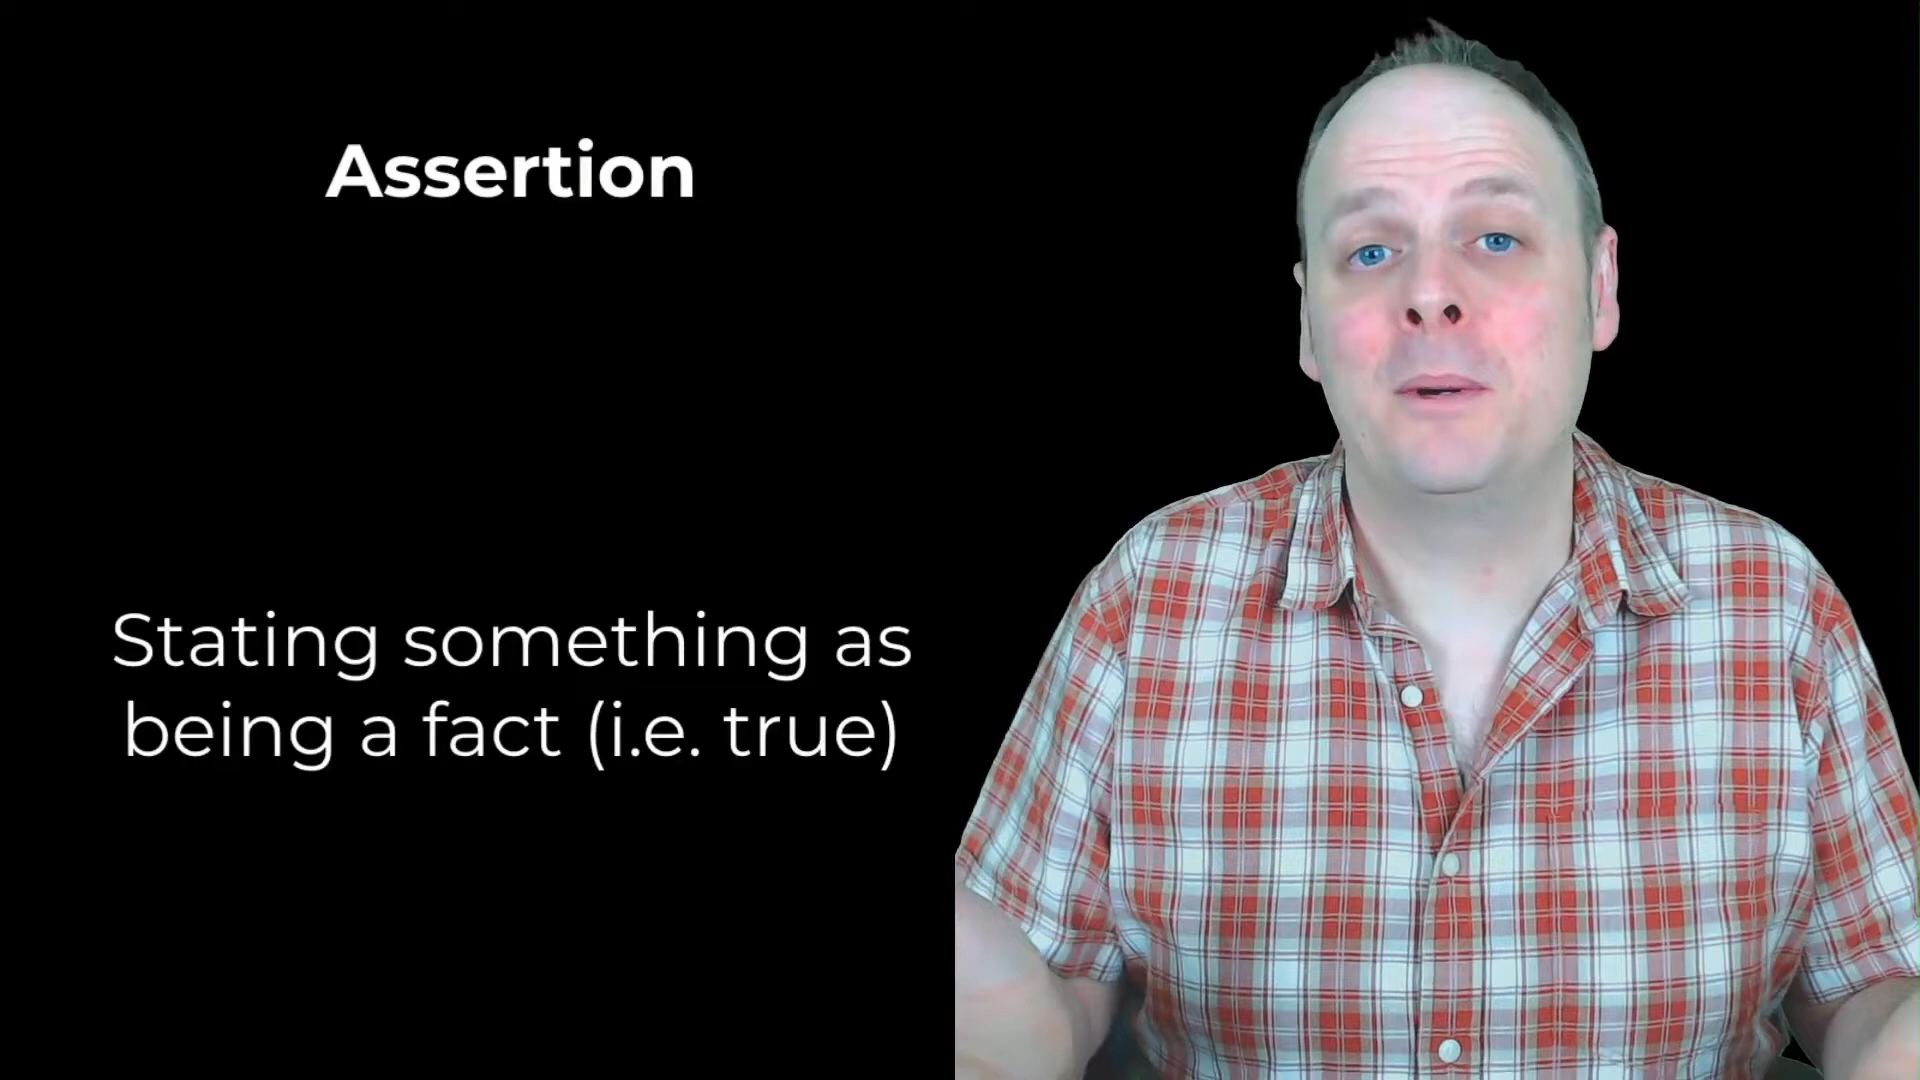 Assertion
Stating something as
being a fact (i.e. true)